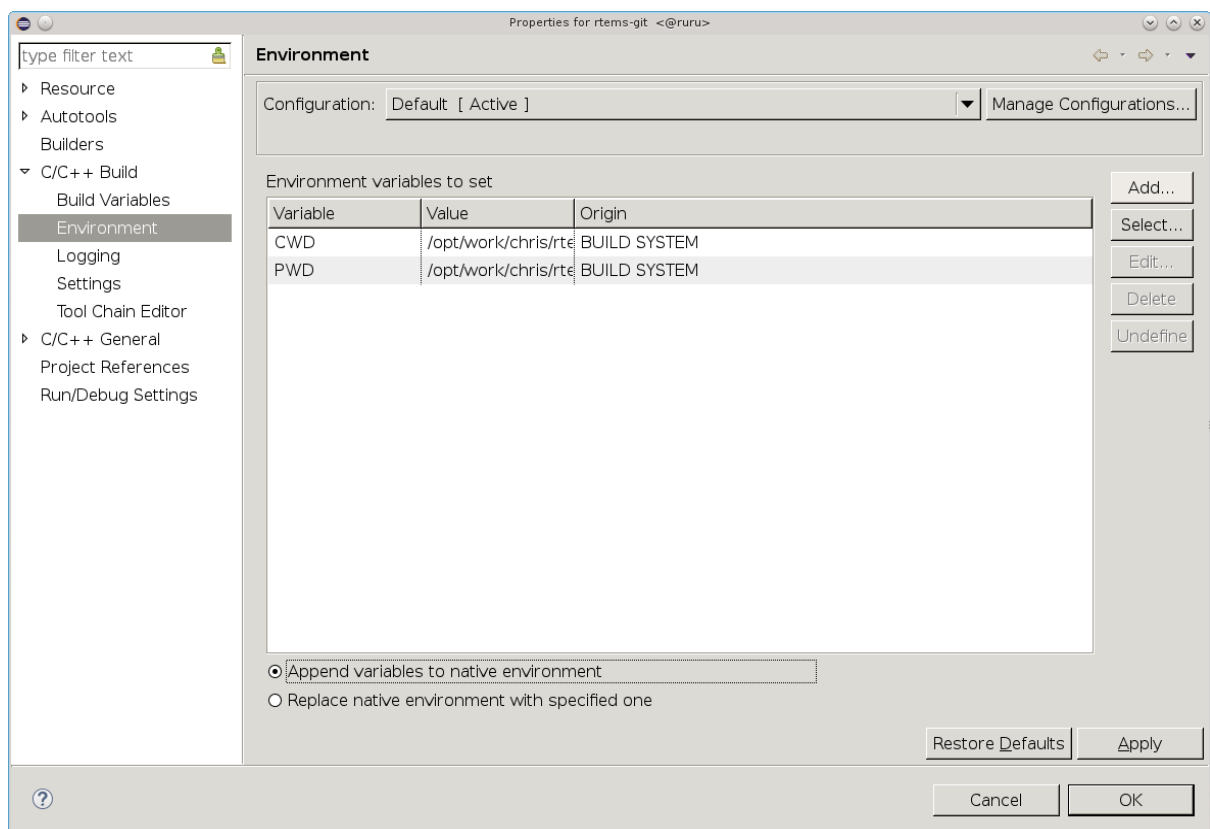 Properties for rtems-git <@ruru>
type filter text
Environment
Resource
Autotools
Builders
C/C++ Build
Build Variables
Environment
Logging
Settings
Tool Chain Editor
C/C++ General
Project References
Run/Debug Settings
Configuration: Default [ Active ] Manage Configurations...
Environment variables to set
Variable Value Origin
CWD /opt/work/chris/rte BUILD SYSTEM
PWD /opt/work/chris/rte BUILD SYSTEM
Add...
Select...
Edit...
Delete
Undefine
Append variables to native environment
Replace native environment with specified one
Restore Defaults Apply
? Cancel OK